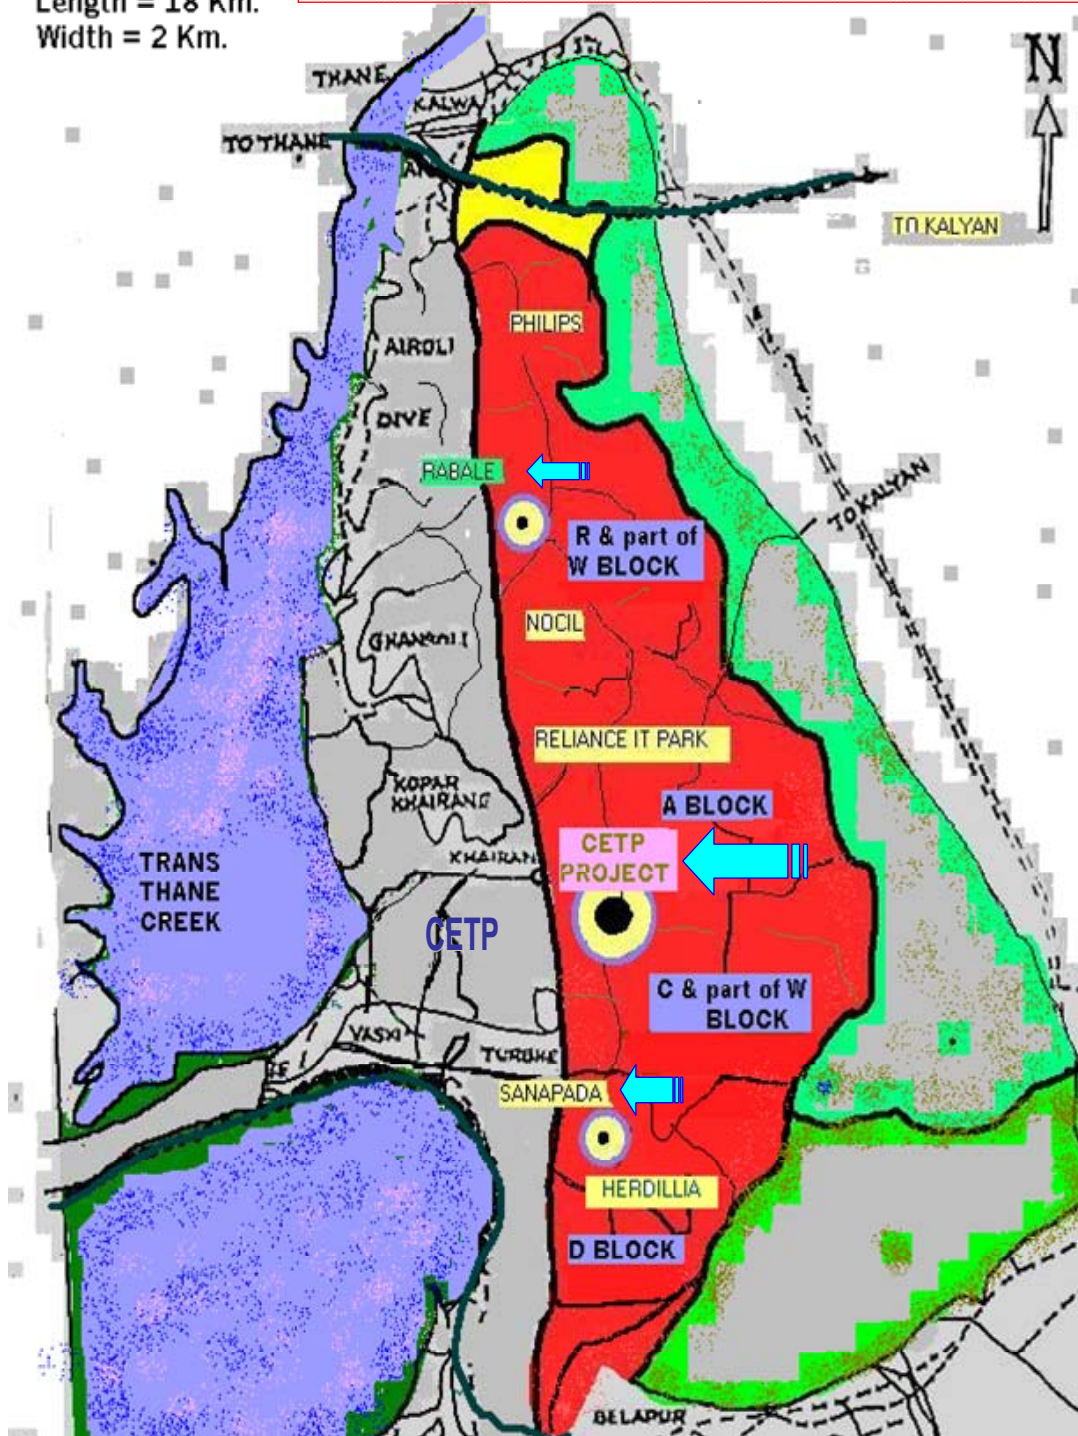 Length = 18 Km.
Width = 2 Km.
N
THANE
KALWA
TO THANE
TO KALYAN
PHILIPS
AIROLI
DIVE
RABALE
TO KALYAN
R & part of
W BLOCK
NOCIL
GHANSOLI
RELIANCE IT PARK
KOPAR
KHAIRANE
A BLOCK
CETP
PROJECT
KHAIRAN
TRANS
THANE
CREEK
CETP
C & part of W
BLOCK
VASXI
TURBHE
SANAPADA
HERDILLIA
D BLOCK
BELAPUR